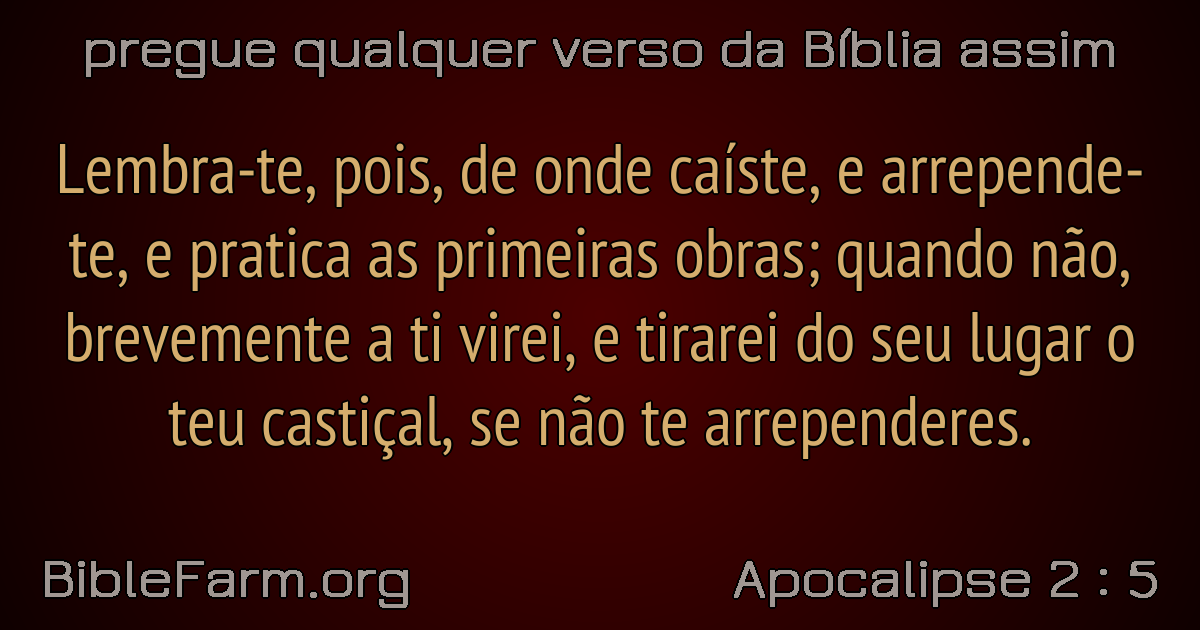 pregue qualquer verso da Bíblia assim
Lembra-te, pois, de onde caíste, e arrepende-
te, e pratica as primeiras obras; quando não,
brevemente a ti virei, e tirarei do seu lugar o
teu castiçal, se não te arrependeres.
BibleFarm.org
Apocalipse 2 : 5